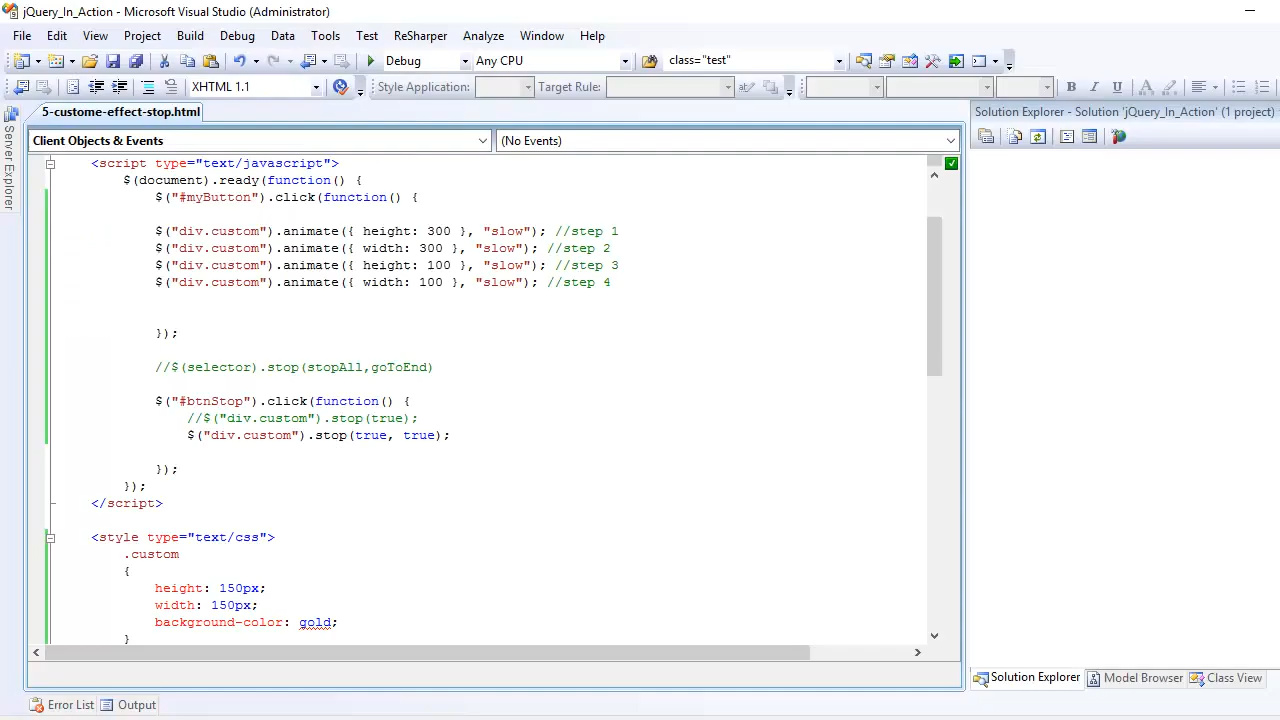 jQuery_In_Action - Microsoft Visual Studio (Administrator)
File Edit View Project Build Debug Data Tools Test ReSharper Analyze Window Help
Debug Any CPU class="test"
XHTML 1.1 Style Application: Target Rule: B I U
5-custome-effect-stop.html
Solution Explorer - Solution 'jQuery_In_Action' (1 project)
Server Explorer
Client Objects & Events (No Events)
<script type="text/javascript">
$(document).ready(function() {
$("#myButton").click(function() {
$("div.custom").animate({ height: 300 }, "slow"); //step 1
$("div.custom").animate({ width: 300 }, "slow"); //step 2
$("div.custom").animate({ height: 100 }, "slow"); //step 3
$("div.custom").animate({ width: 100 }, "slow"); //step 4
});
//$(selector).stop(stopAll,goToEnd)
$("#btnStop").click(function() {
//$("div.custom").stop(true);
$("div.custom").stop(true, true);
});
});
</script>
<style type="text/css">
.custom
{
height: 150px;
width: 150px;
background-color: gold;
}
Solution Explorer Model Browser Class View
Error List Output